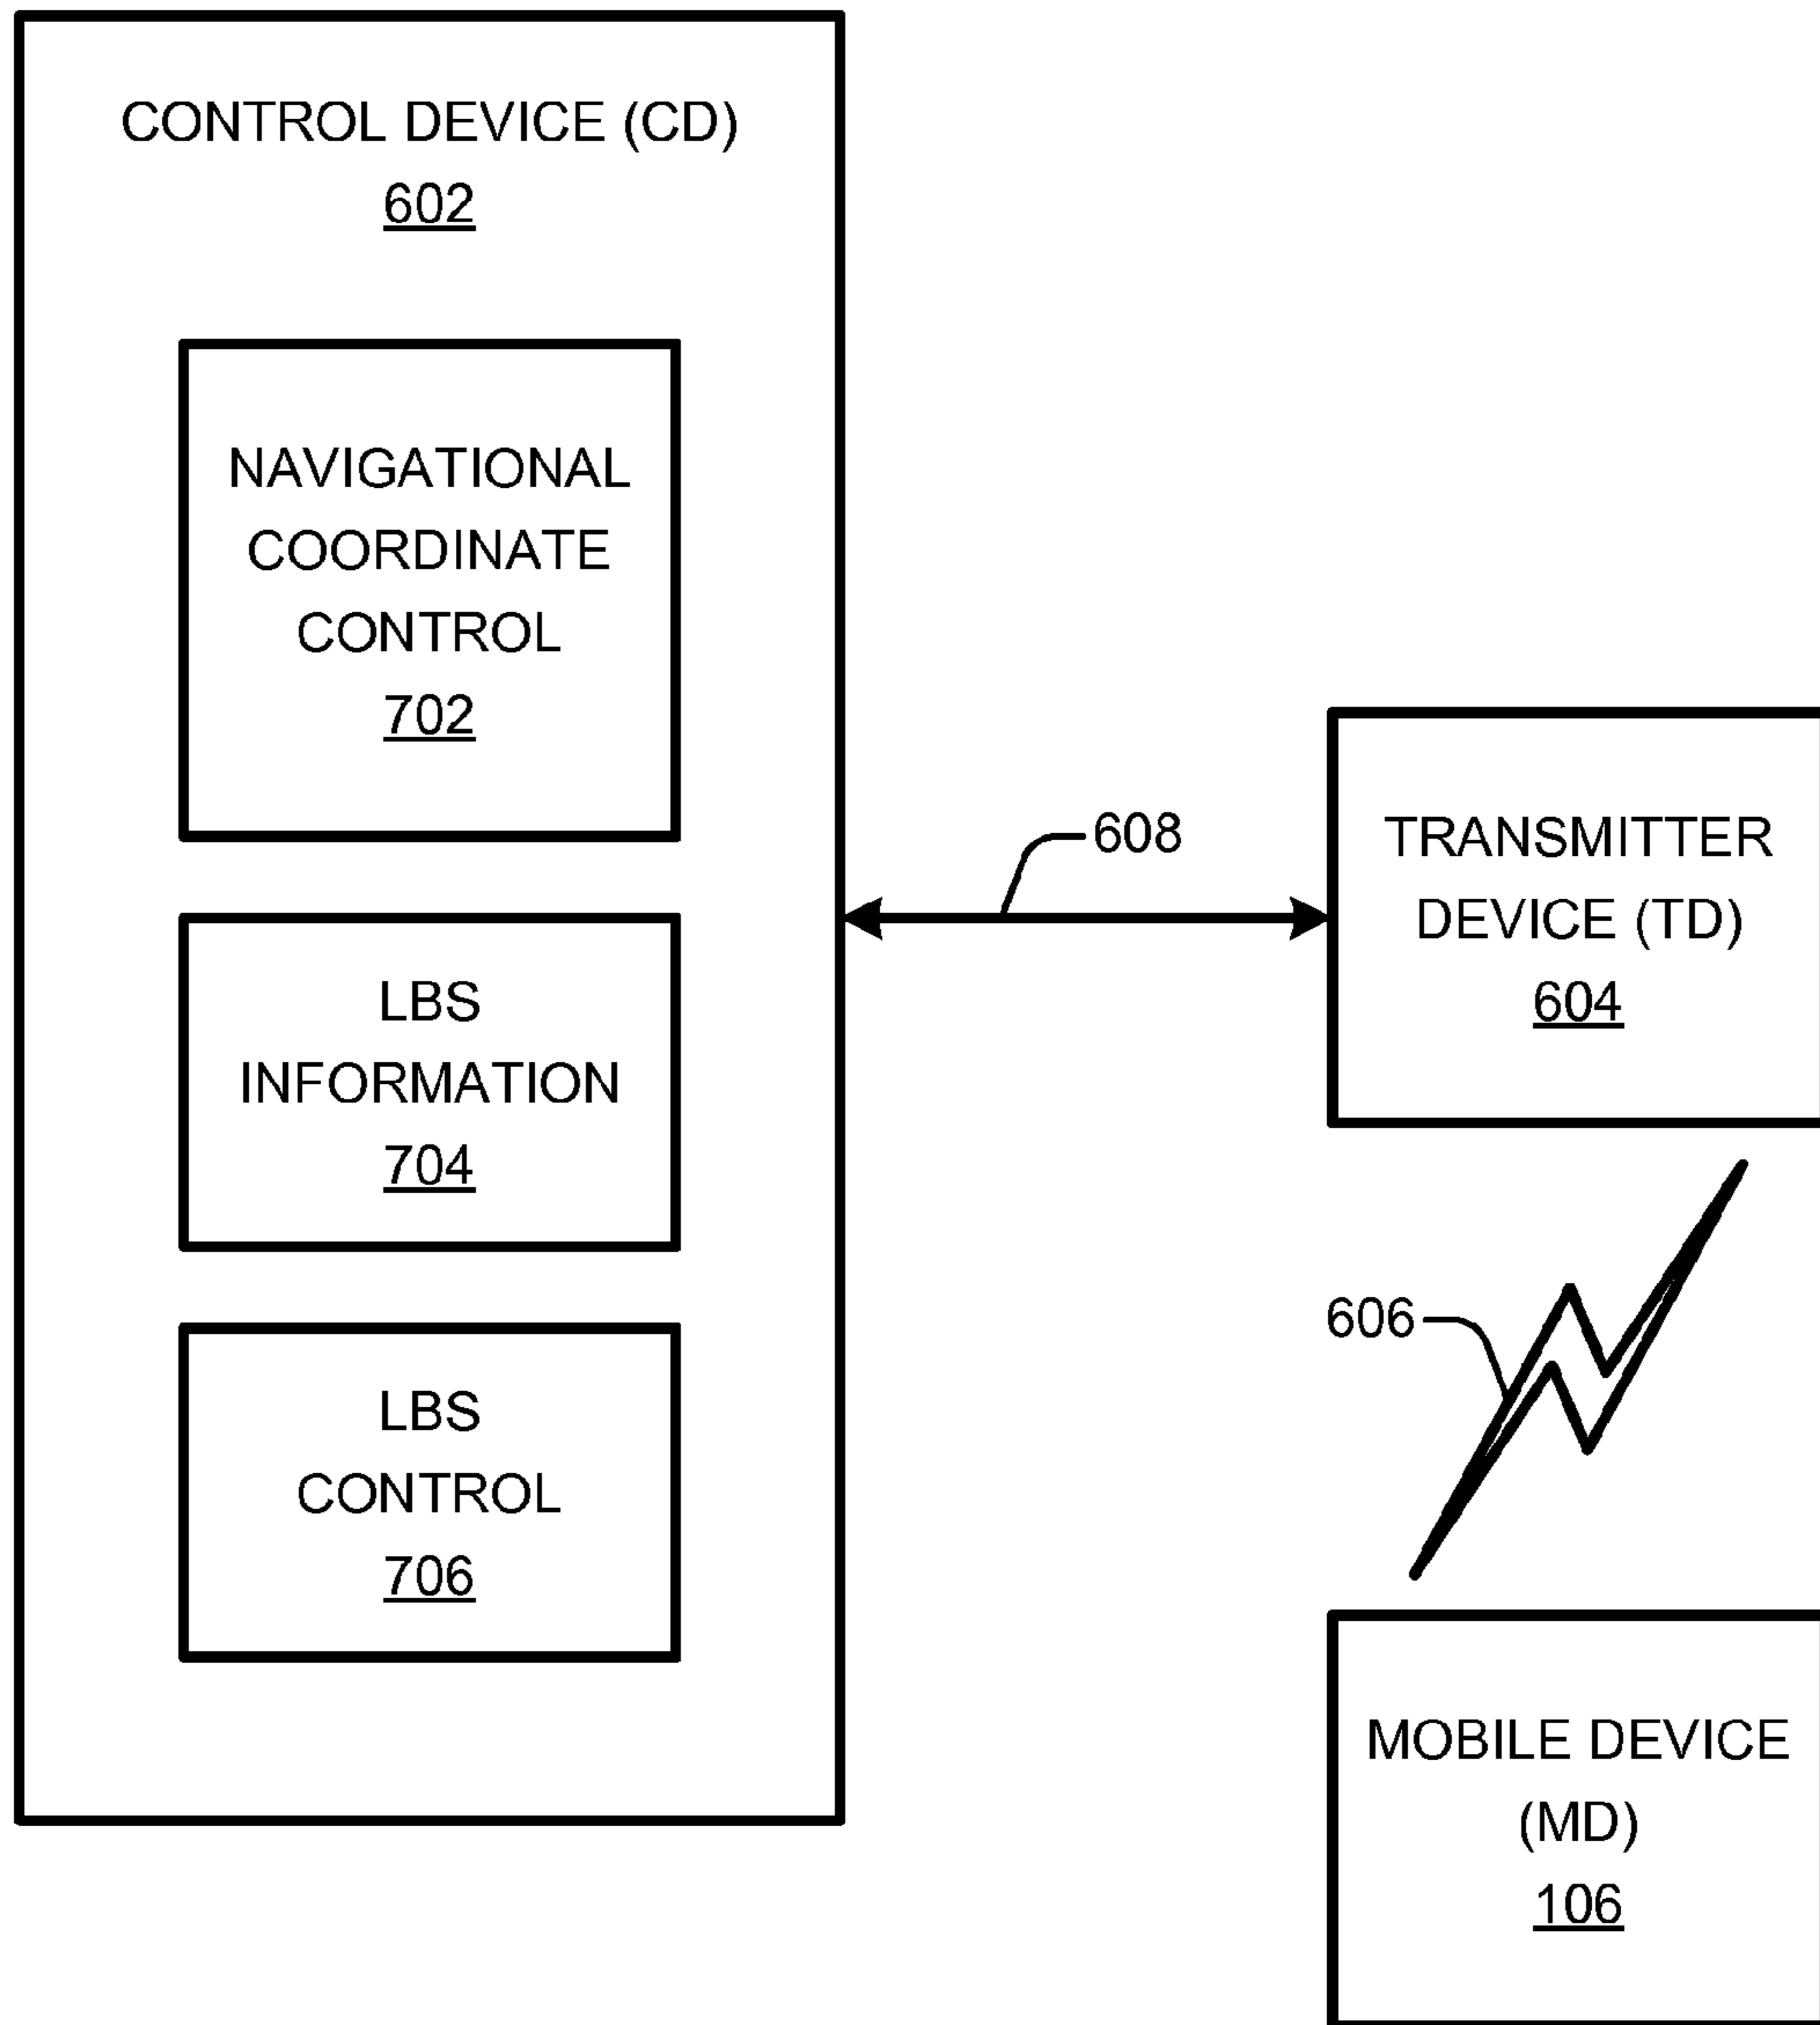 CONTROL DEVICE (CD)
602
NAVIGATIONAL
COORDINATE
CONTROL
702
LBS
INFORMATION
704
LBS
CONTROL
706
608
TRANSMITTER
DEVICE (TD)
604
606
MOBILE DEVICE
(MD)
106